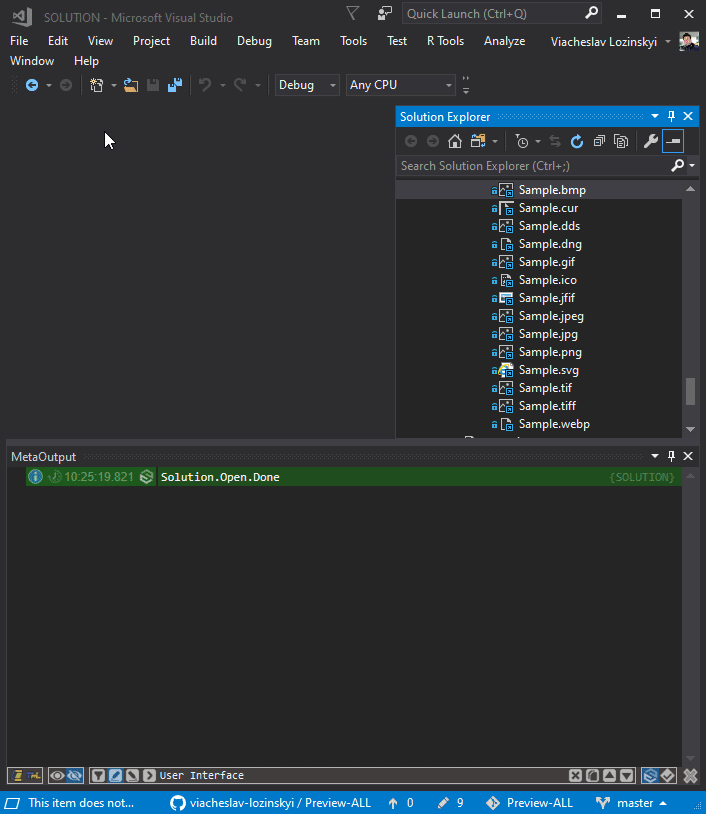 SOLUTION - Microsoft Visual Studio
Quick Launch (Ctrl+Q)
File Edit View Project Build Debug Team Tools Test R Tools Analyze Viacheslav Lozinskyi
Window Help
Debug Any CPU
Solution Explorer
Search Solution Explorer (Ctrl+;)
Sample.bmp
Sample.cur
Sample.dds
Sample.dng
Sample.gif
Sample.ico
Sample.jfif
Sample.jpeg
Sample.jpg
Sample.png
Sample.svg
Sample.tif
Sample.tiff
Sample.webp
MetaOutput
10:25:19.821 Solution.Open.Done {SOLUTION}
User Interface
This item does not... viacheslav-lozinskyi / Preview-ALL 0 9 Preview-ALL master